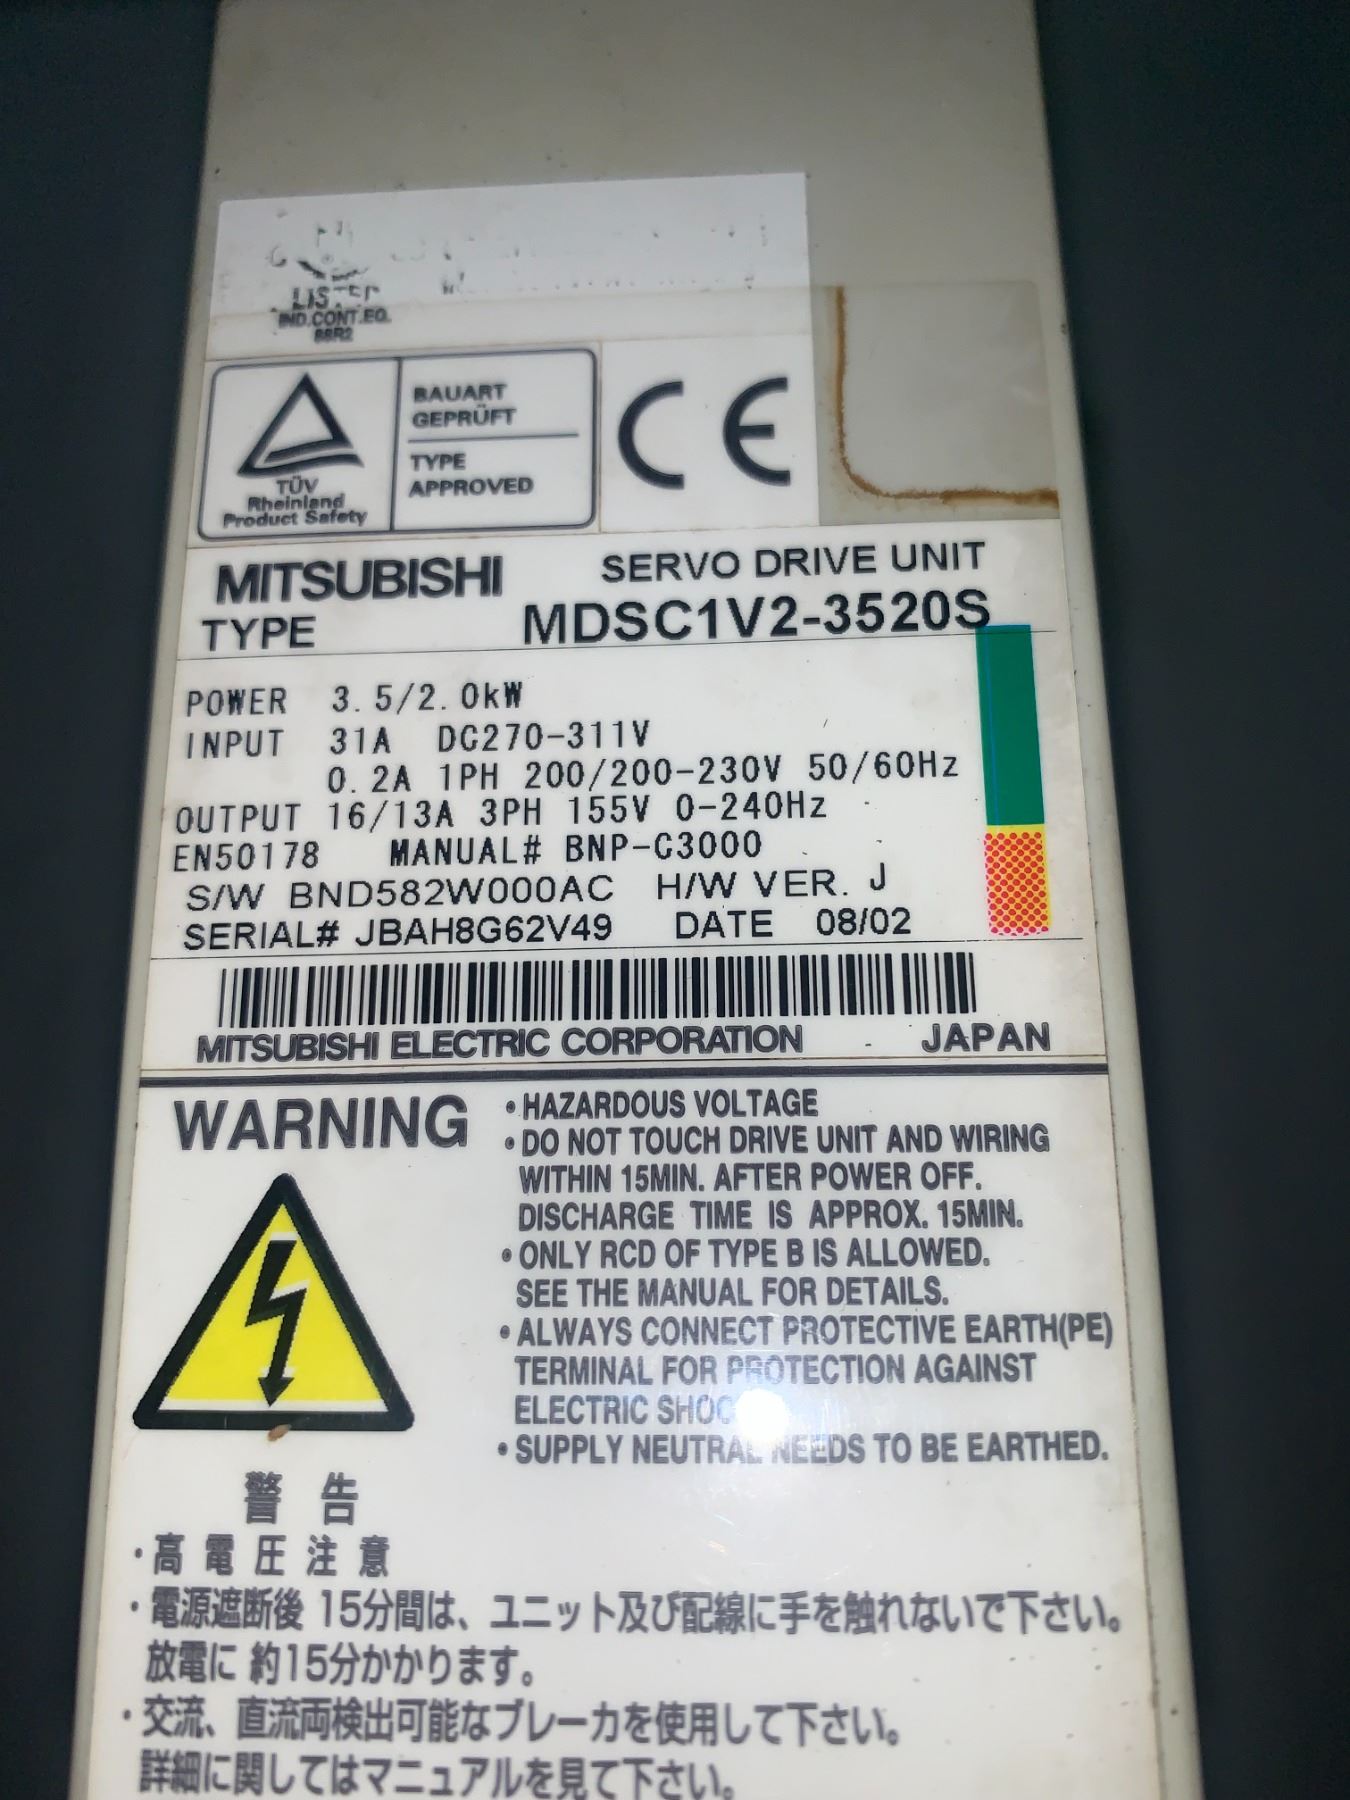 IND.CONT.EQ.
88R2
BAUART
GEPRÜFT
TYPE
APPROVED
TÜV
Rheinland
Product Safety
CE
MITSUBISHI SERVO DRIVE UNIT
TYPE MDSC1V2-3520S
POWER 3.5/2.0kW
INPUT 31A DC270-311V
0.2A 1PH 200/200-230V 50/60Hz
OUTPUT 16/13A 3PH 155V 0-240Hz
EN50178 MANUAL# BNP-C3000
S/W BND582W000AC H/W VER. J
SERIAL# JBAH8G62V49 DATE 08/02
MITSUBISHI ELECTRIC CORPORATION JAPAN
WARNING
・HAZARDOUS VOLTAGE
・DO NOT TOUCH DRIVE UNIT AND WIRING
WITHIN 15MIN. AFTER POWER OFF.
DISCHARGE TIME IS APPROX. 15MIN.
・ONLY RCD OF TYPE B IS ALLOWED.
SEE THE MANUAL FOR DETAILS.
・ALWAYS CONNECT PROTECTIVE EARTH(PE)
TERMINAL FOR PROTECTION AGAINST
ELECTRIC
・SUPPLY NEUTRAL NEEDS TO BE EARTHED.
警告
・高電圧注意
・電源遮断後 15分間は、ユニット及び配線に手を触れないで下さい。
放電に 約15分かかります。
・交流、直流両検出可能なブレーカを使用して下さい。
詳細に関してはマニュアルを見て下さい。